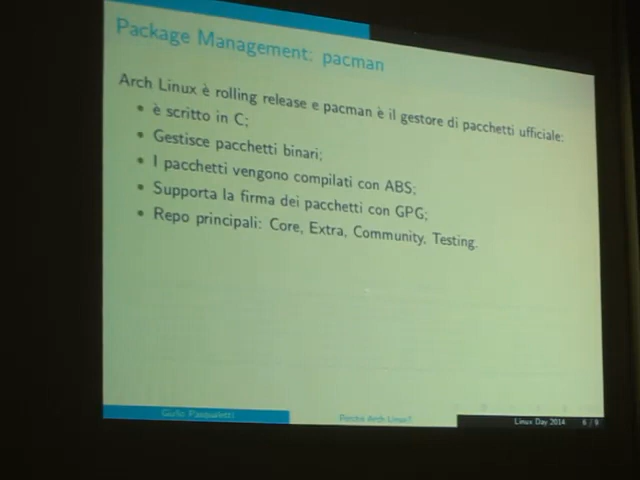 Package Management: pacman
Arch Linux è rolling release e pacman è il gestore di pacchetti ufficiale:
• è scritto in C;
• Gestisce pacchetti binari;
• I pacchetti vengono compilati con ABS;
• Supporta la firma dei pacchetti con GPG;
• Repo principali: Core, Extra, Community, Testing.
Giulio Pasqualetti
Perchè Arch Linux?
Linux Day 2014
6 / 9